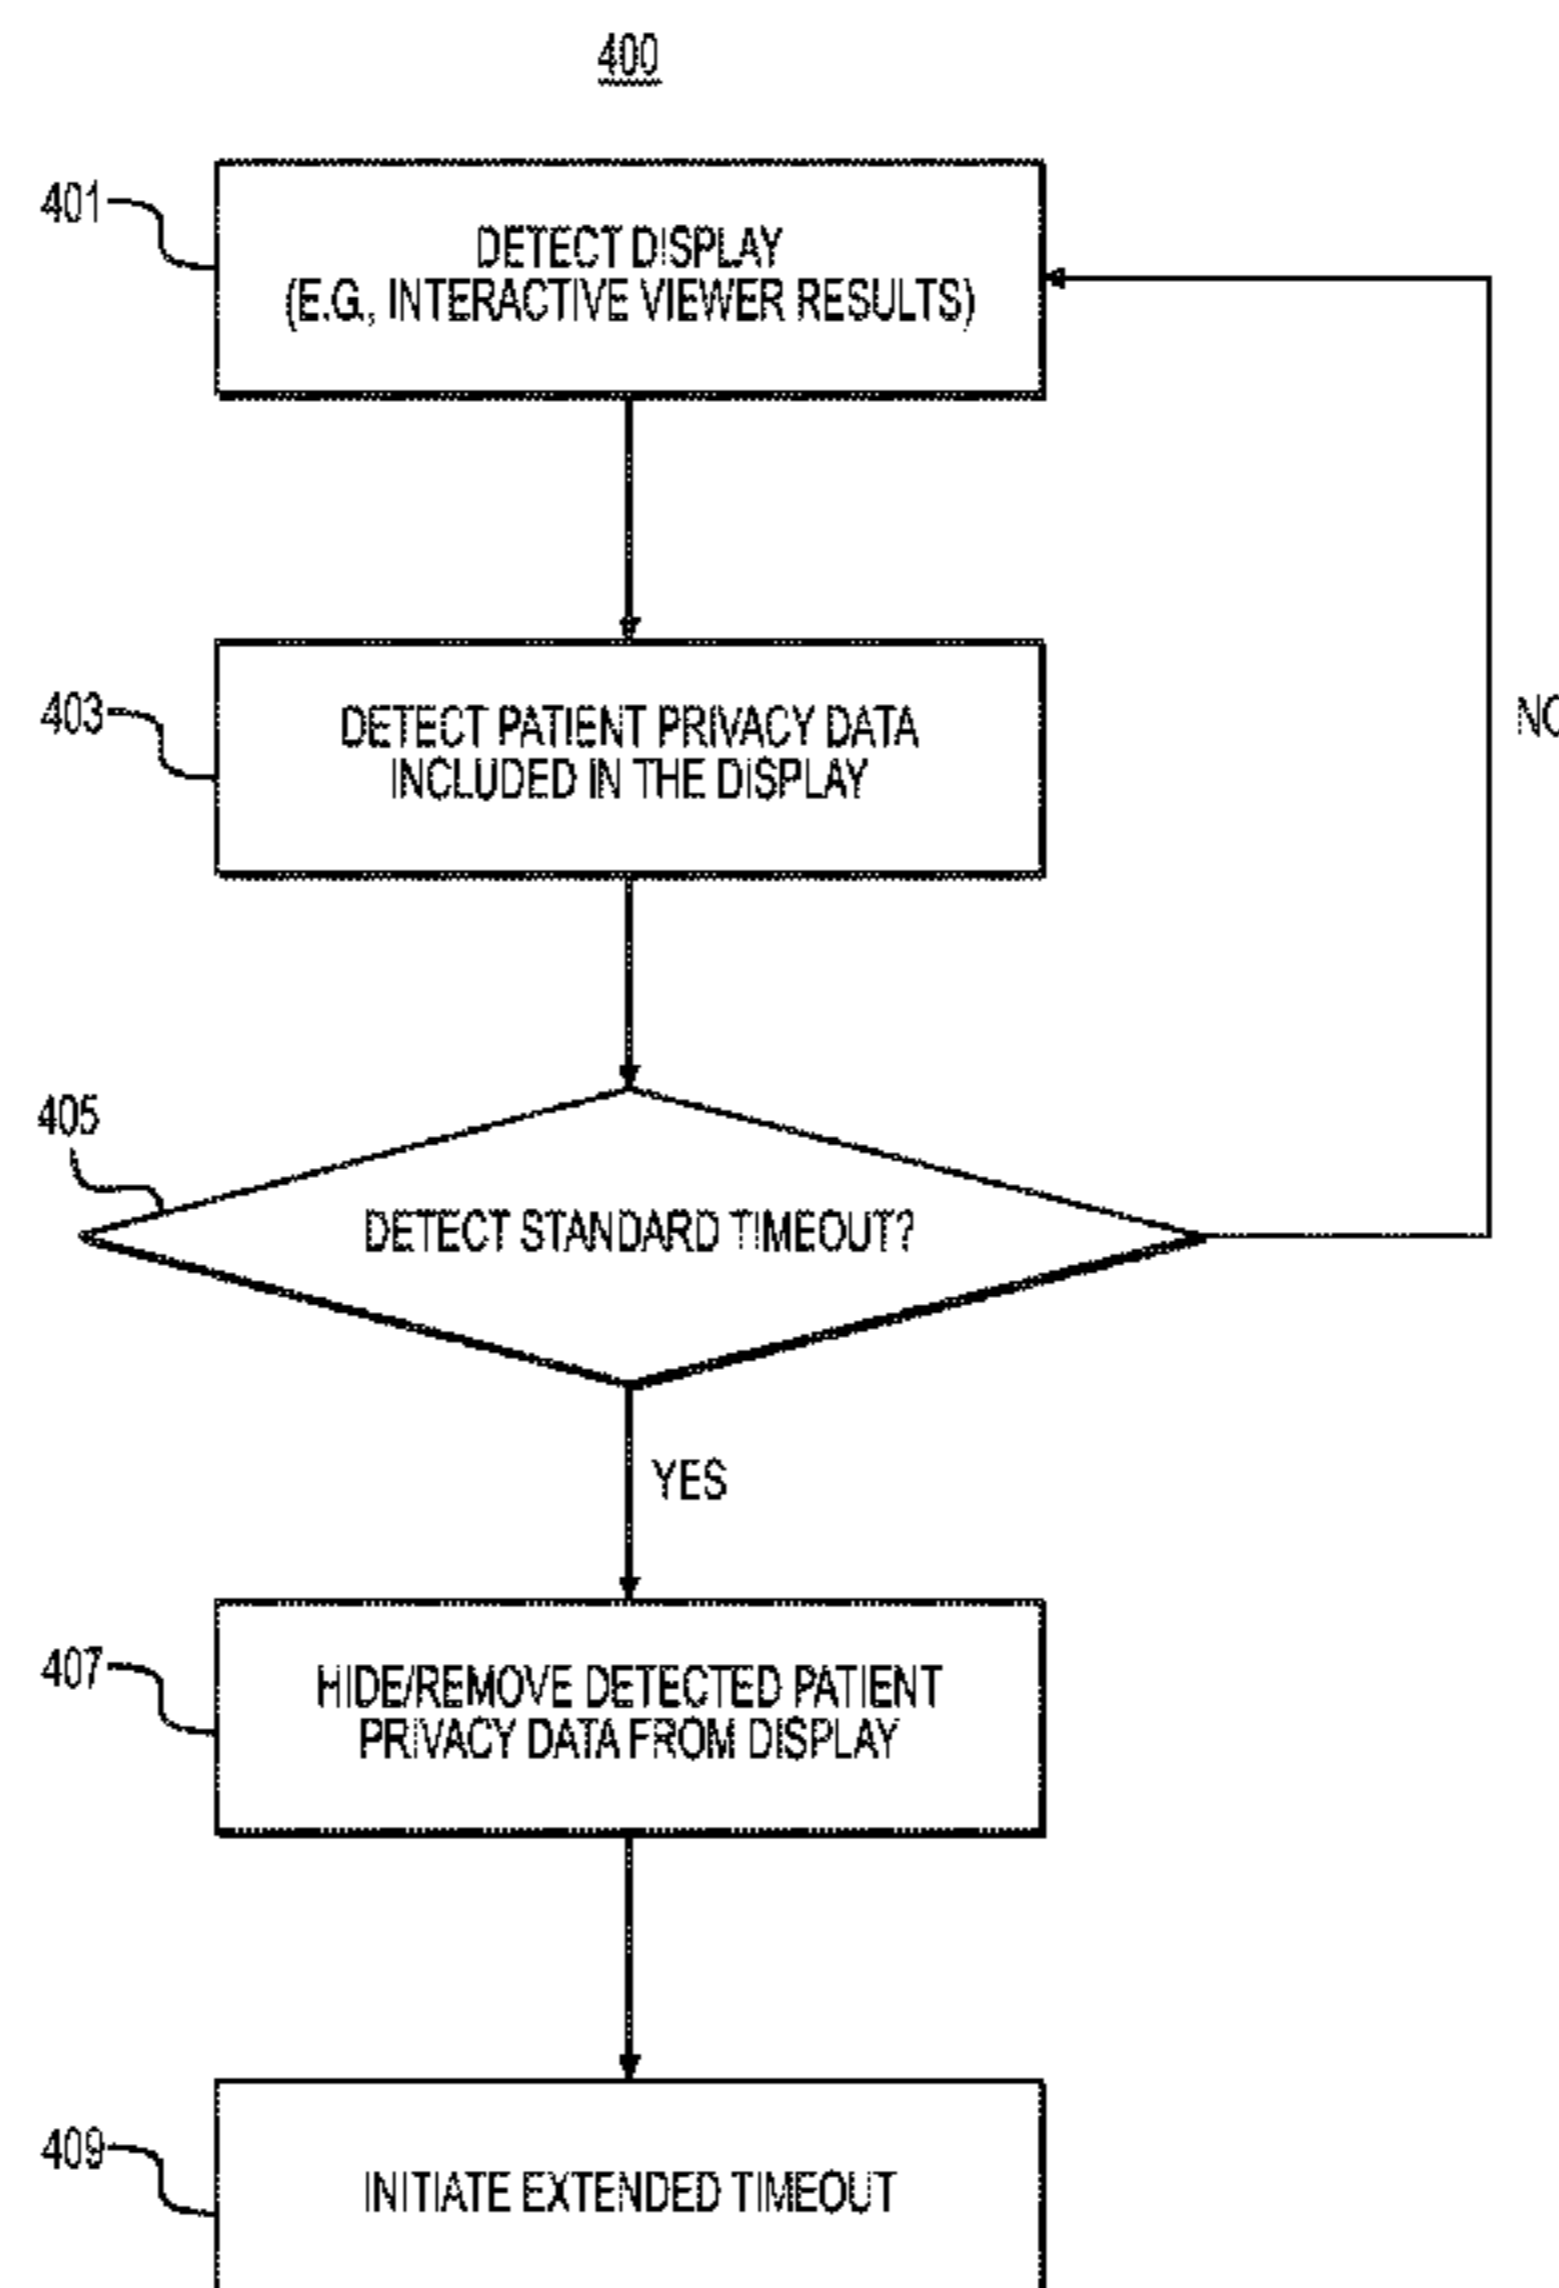 400
401
DETECT DISPLAY
(E.G., INTERACTIVE VIEWER RESULTS)
403
DETECT PATIENT PRIVACY DATA
INCLUDED IN THE DISPLAY
405
DETECT STANDARD TIMEOUT?
YES
407
HIDE/REMOVE DETECTED PATIENT
PRIVACY DATA FROM DISPLAY
409
INITIATE EXTENDED TIMEOUT